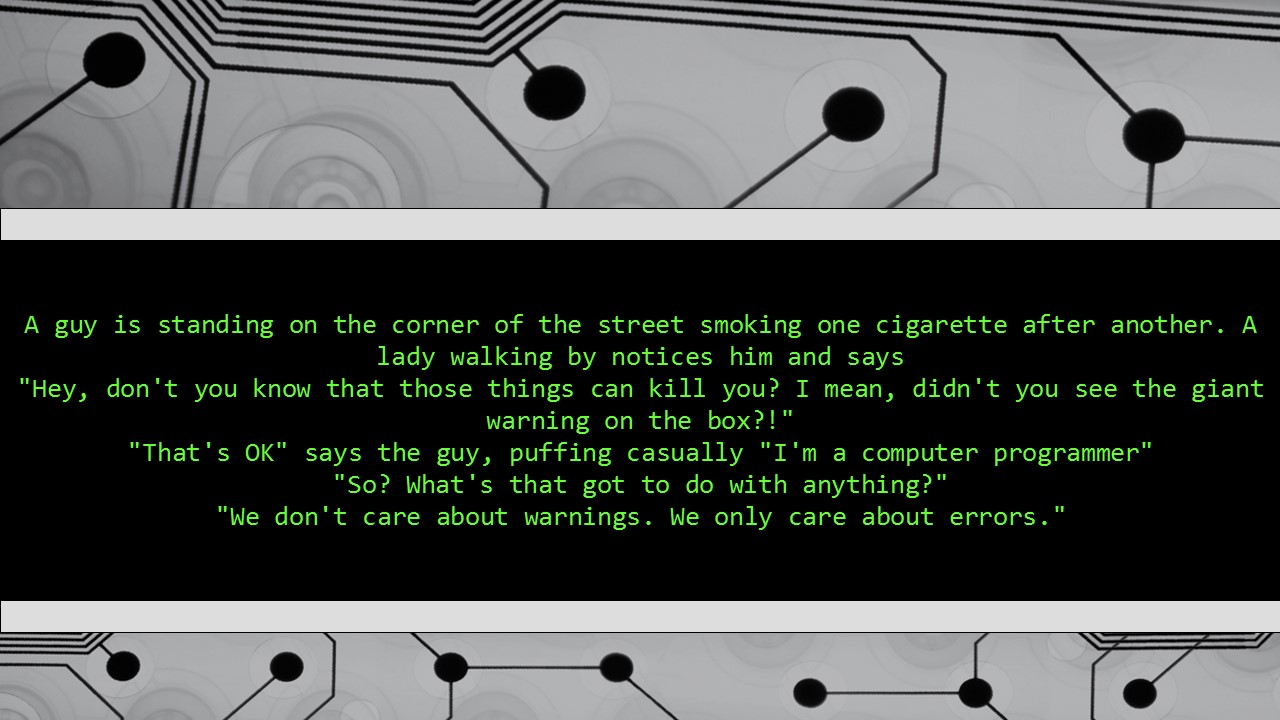 A guy is standing on the corner of the street smoking one cigarette after another. A
lady walking by notices him and says
"Hey, don't you know that those things can kill you? I mean, didn't you see the giant
warning on the box?!"
"That's OK" says the guy, puffing casually "I'm a computer programmer"
"So? What's that got to do with anything?"
"We don't care about warnings. We only care about errors."